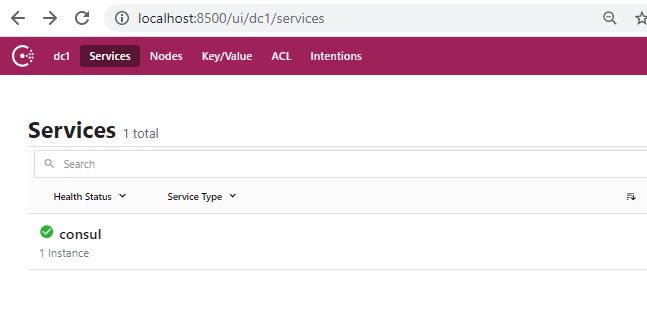 localhost:8500/ui/dc1/services
dc1 Services Nodes Key/Value ACL Intentions
Services 1 total
Search
Health Status Service Type
consul
1 Instance